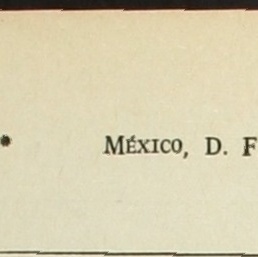 • MÉXICO, D. F